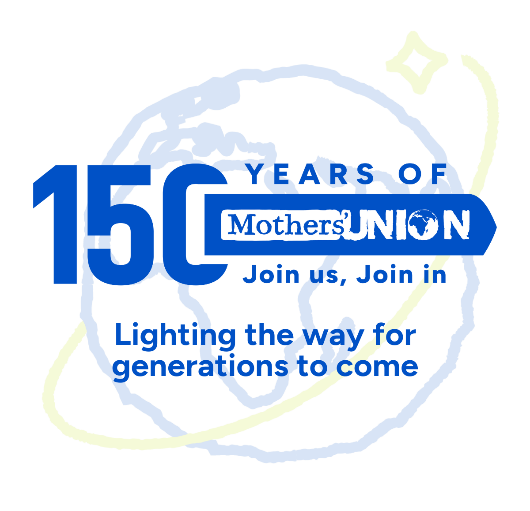 150 YEARS OF
Mothers' UNION
Join us, Join in
Lighting the way for
generations to come